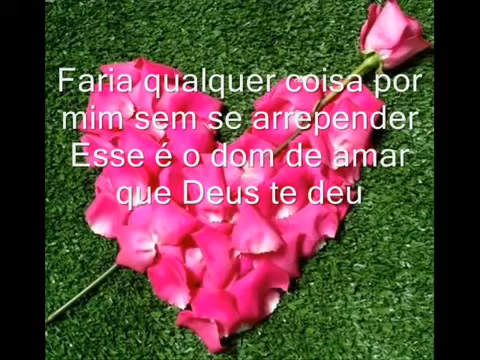 Faria qualquer coisa por
mim sem se arrepender
Esse é o dom de amar
que Deus te deu